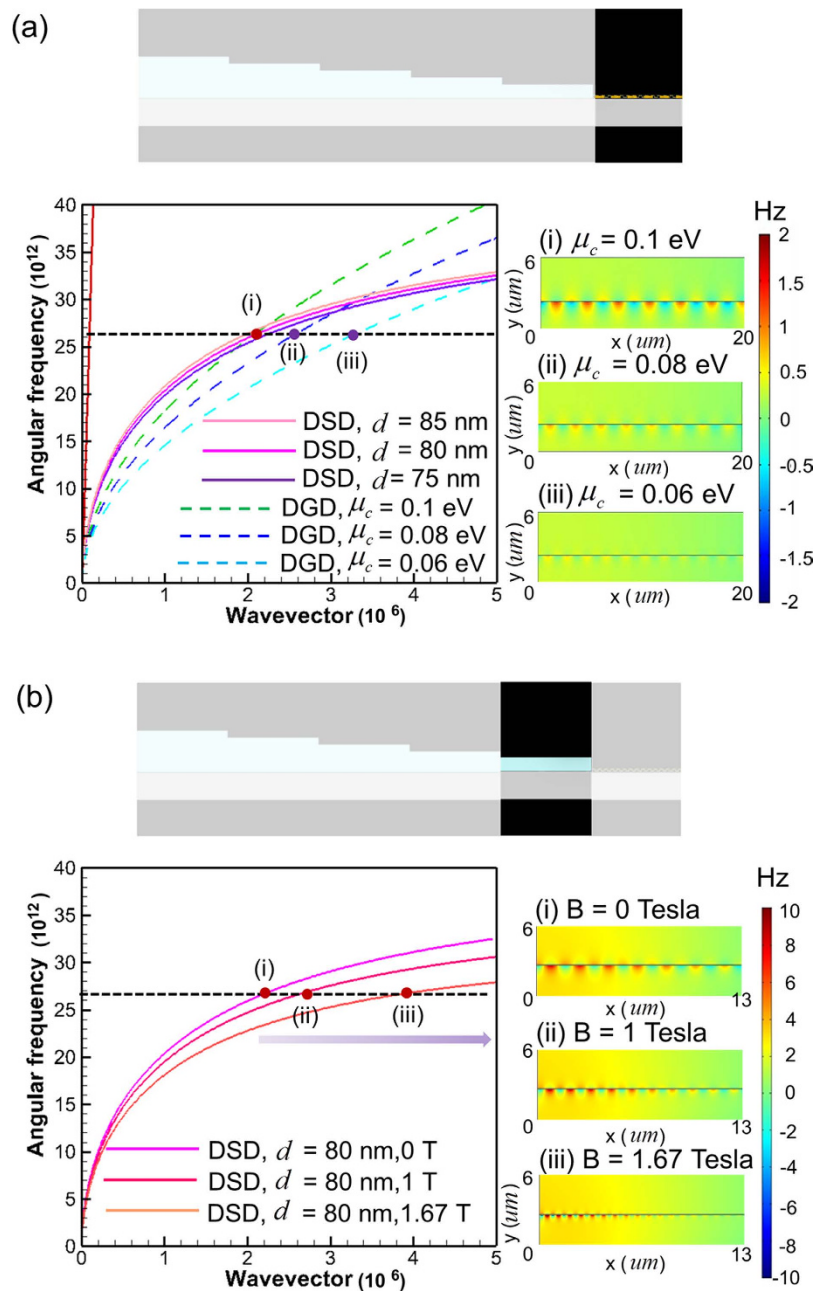 (a)
40
35
30
25
20
15
10
5
0
Angular frequency (10¹²)
0 1 2 3 4 5
Wavevector (10 ⁶)
(i)
(ii)
(iii)
DSD, d = 85 nm
DSD, d = 80 nm
DSD, d = 75 nm
DGD, μc = 0.1 eV
DGD, μc = 0.08 eV
DGD, μc = 0.06 eV
(i) μc = 0.1 eV
6
y (um)
0
x (um)
20
(ii) μc = 0.08 eV
6
y (um)
0
x (um)
20
(iii) μc = 0.06 eV
6
y (um)
0
x (um)
20
Hz
2
1.5
1
0.5
0
-0.5
-1
-1.5
-2
(b)
40
35
30
25
20
15
10
5
0
Angular frequency (10¹²)
0 1 2 3 4 5
Wavevector (10 ⁶)
(i)
(ii)
(iii)
DSD, d = 80 nm,0 T
DSD, d = 80 nm,1 T
DSD, d = 80 nm,1.67 T
(i) B = 0 Tesla
6
y (um)
0
x (um)
13
(ii) B = 1 Tesla
6
y (um)
0
x (um)
13
(iii) B = 1.67 Tesla
6
y (um)
0
x (um)
13
Hz
10
8
6
4
2
0
-2
-4
-6
-8
-10